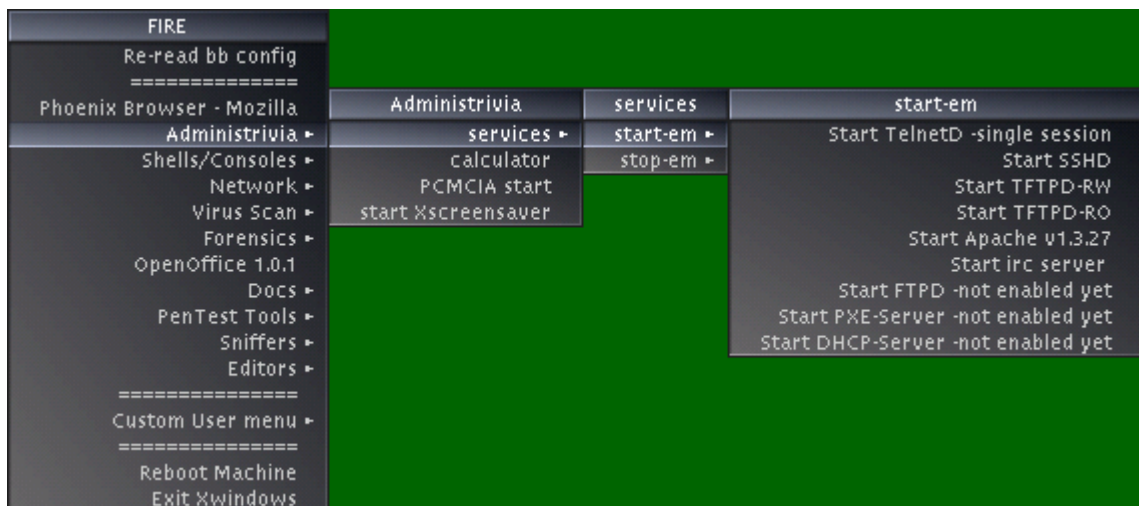 FIRE
Re-read bb config
===============
Phoenix Browser - Mozilla
Administrivia
Shells/Consoles
Network
Virus Scan
Forensics
OpenOffice 1.0.1
Docs
PenTest Tools
Sniffers
Editors
===============
Custom User menu
===============
Reboot Machine
Exit Xwindows
Administrivia
services
calculator
PCMCIA start
start Xscreensaver
services
start-em
stop-em
start-em
Start TelnetD -single session
Start SSHD
Start TFTPD-RW
Start TFTPD-RO
Start Apache v1.3.27
Start irc server
Start FTPD -not enabled yet
Start PXE-Server -not enabled yet
Start DHCP-Server -not enabled yet